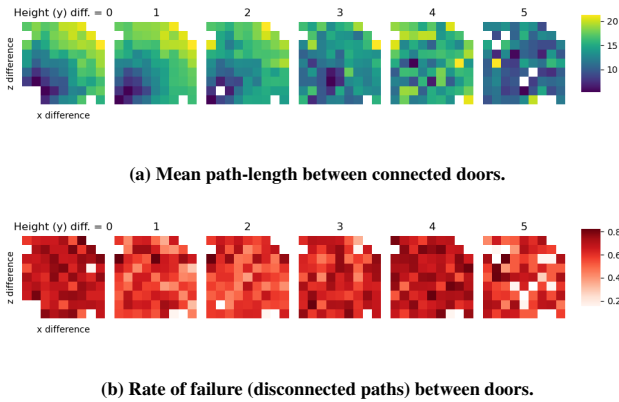 Height (y) diff. = 0 1 2 3 4 5
z difference
x difference
20
15
10
(a) Mean path-length between connected doors.
Height (y) diff. = 0 1 2 3 4 5
z difference
x difference
0.8
0.6
0.4
0.2
(b) Rate of failure (disconnected paths) between doors.